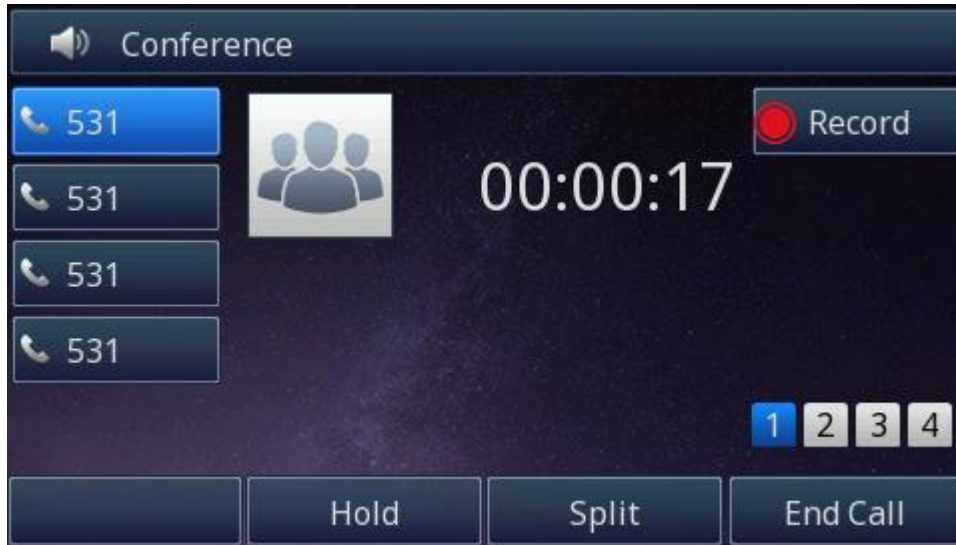 Conference
531
Record
531
00:00:17
531
531
1 2 3 4
Hold Split End Call